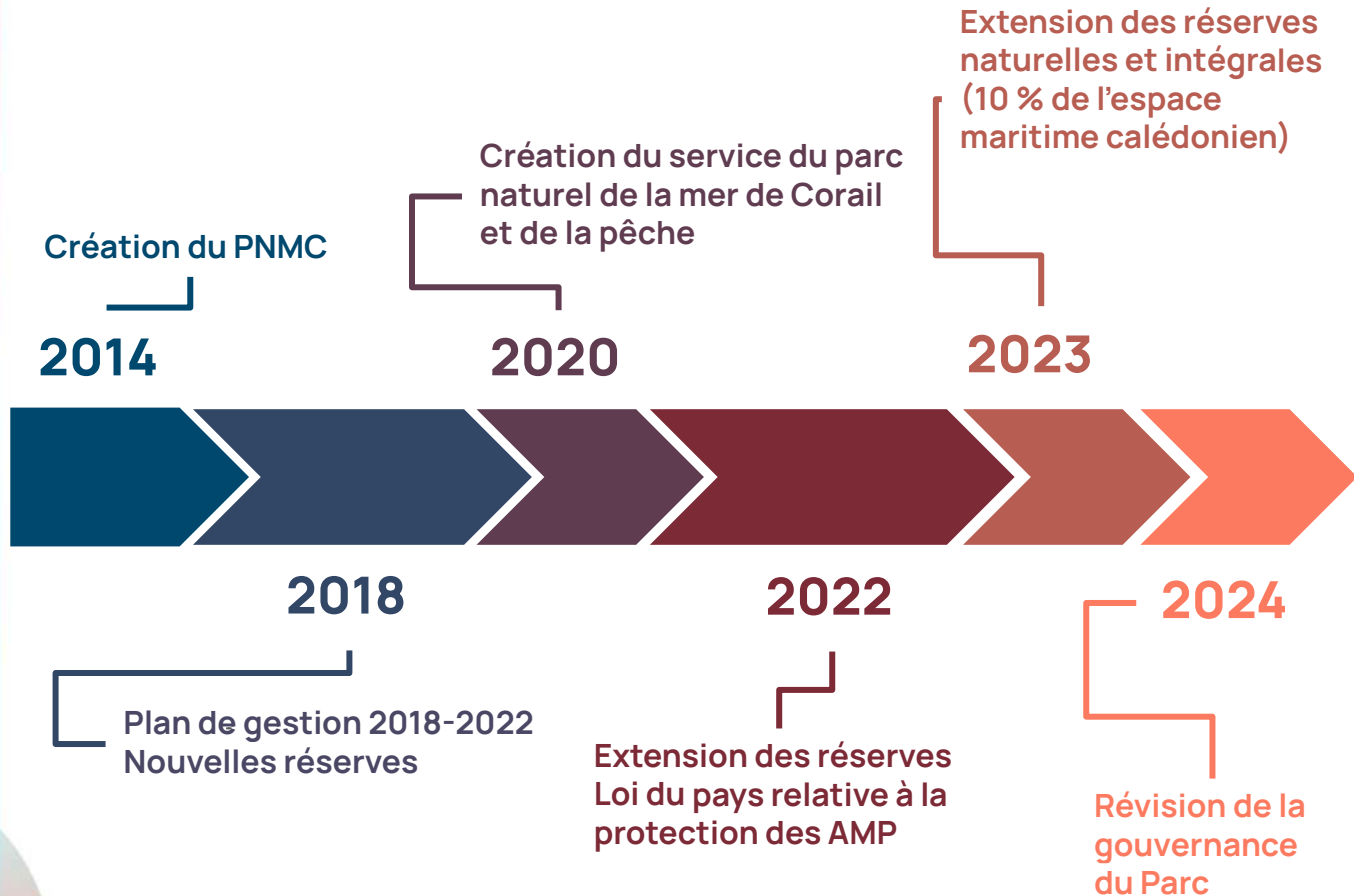 Création du PNMC
2014
Plan de gestion 2018-2022
Nouvelles réserves
2018
Création du service du parc
naturel de la mer de Corail
et de la pêche
2020
2022
Extension des réserves
Loi du pays relative à la
protection des AMP
Extension des réserves
naturelles et intégrales
(10 % de l'espace
maritime calédonien)
2023
2024
Révision de la
gouvernance
du Parc